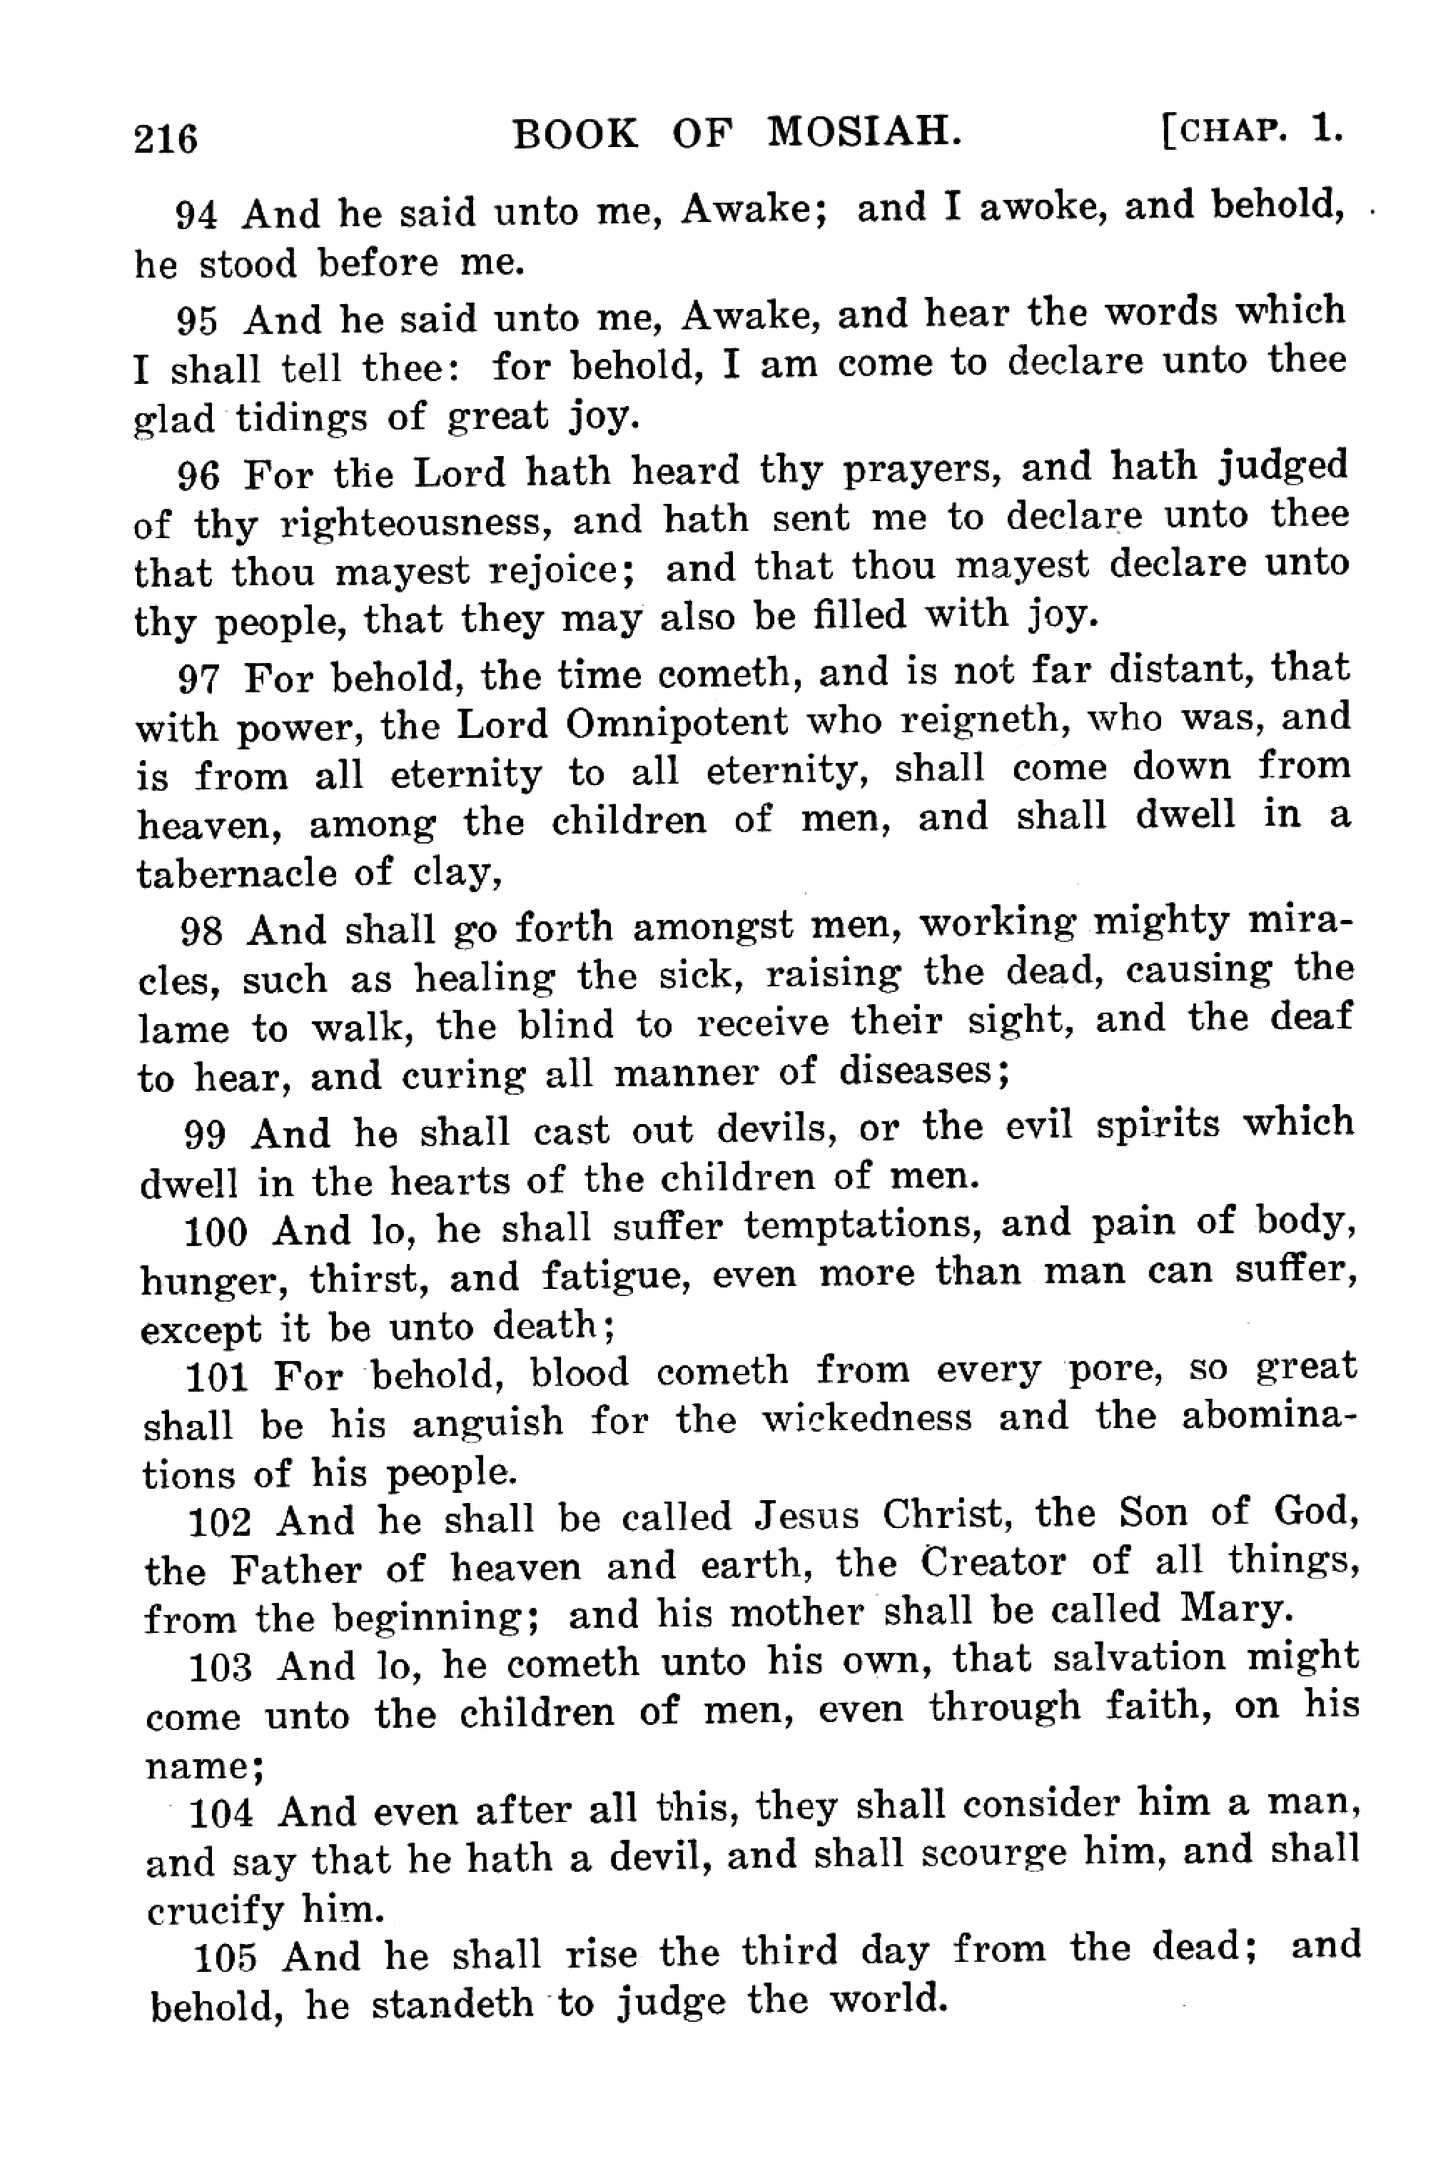 216 BOOK OF MOSIAH. [CHAP. 1.
94 And he said unto me, Awake; and I awoke, and behold,
he stood before me.
95 And he said unto me, Awake, and hear the words which
I shall tell thee: for behold, I am come to declare unto thee
glad tidings of great joy.
96 For the Lord hath heard thy prayers, and hath judged
of thy righteousness, and hath sent me to declare unto thee
that thou mayest rejoice; and that thou mayest declare unto
thy people, that they may also be filled with joy.
97 For behold, the time cometh, and is not far distant, that
with power, the Lord Omnipotent who reigneth, who was, and
is from all eternity to all eternity, shall come down from
heaven, among the children of men, and shall dwell in a
tabernacle of clay,
98 And shall go forth amongst men, working mighty mira-
cles, such as healing the sick, raising the dead, causing the
lame to walk, the blind to receive their sight, and the deaf
to hear, and curing all manner of diseases;
99 And he shall cast out devils, or the evil spirits which
dwell in the hearts of the children of men.
100 And lo, he shall suffer temptations, and pain of body,
hunger, thirst, and fatigue, even more than man can suffer,
except it be unto death;
101 For behold, blood cometh from every pore, so great
shall be his anguish for the wickedness and the abomina-
tions of his people.
102 And he shall be called Jesus Christ, the Son of God,
the Father of heaven and earth, the Creator of all things,
from the beginning; and his mother shall be called Mary.
103 And lo, he cometh unto his own, that salvation might
come unto the children of men, even through faith, on his
name;
104 And even after all this, they shall consider him a man,
and say that he hath a devil, and shall scourge him, and shall
crucify him.
105 And he shall rise the third day from the dead; and
behold, he standeth to judge the world.